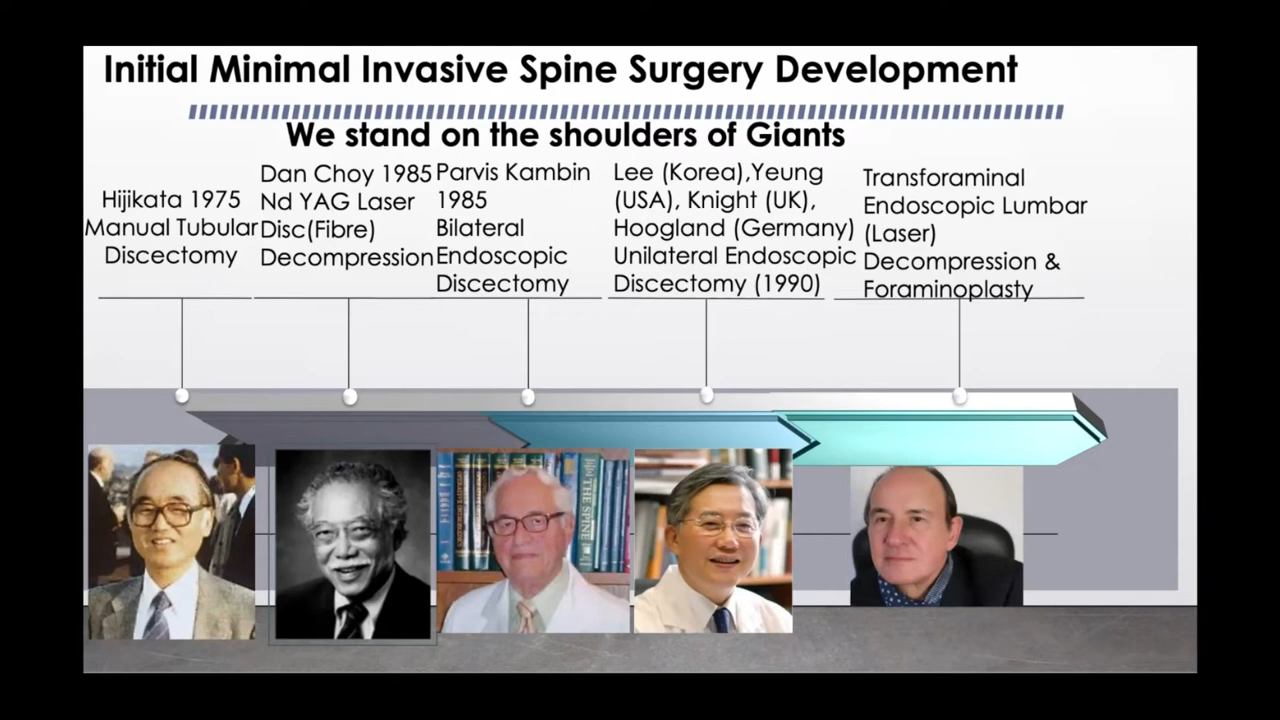 Initial Minimal Invasive Spine Surgery Development
We stand on the shoulders of Giants
Hijikata 1975
Manual Tubular
Discectomy
Dan Choy 1985
Nd YAG Laser
Disc(Fibre)
Decompression
Parvis Kambin
1985
Bilateral
Endoscopic
Discectomy
Lee (Korea),Yeung
(USA), Knight (UK),
Hoogland (Germany)
Unilateral Endoscopic
Discectomy (1990)
Transforaminal
Endoscopic Lumbar
(Laser)
Decompression &
Foraminoplasty
THE SPINE